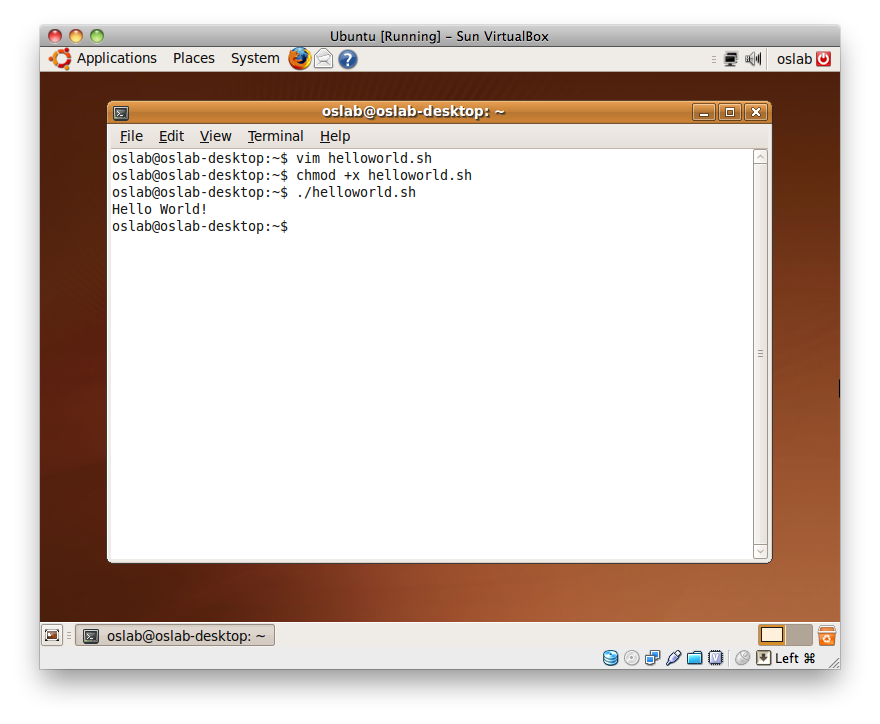 Ubuntu [Running] – Sun VirtualBox
Applications Places System oslab
oslab@oslab-desktop: ~
File Edit View Terminal Help
oslab@oslab-desktop:~$ vim helloworld.sh
oslab@oslab-desktop:~$ chmod +x helloworld.sh
oslab@oslab-desktop:~$ ./helloworld.sh
Hello World!
oslab@oslab-desktop:~$
oslab@oslab-desktop: ~
Left ⌘